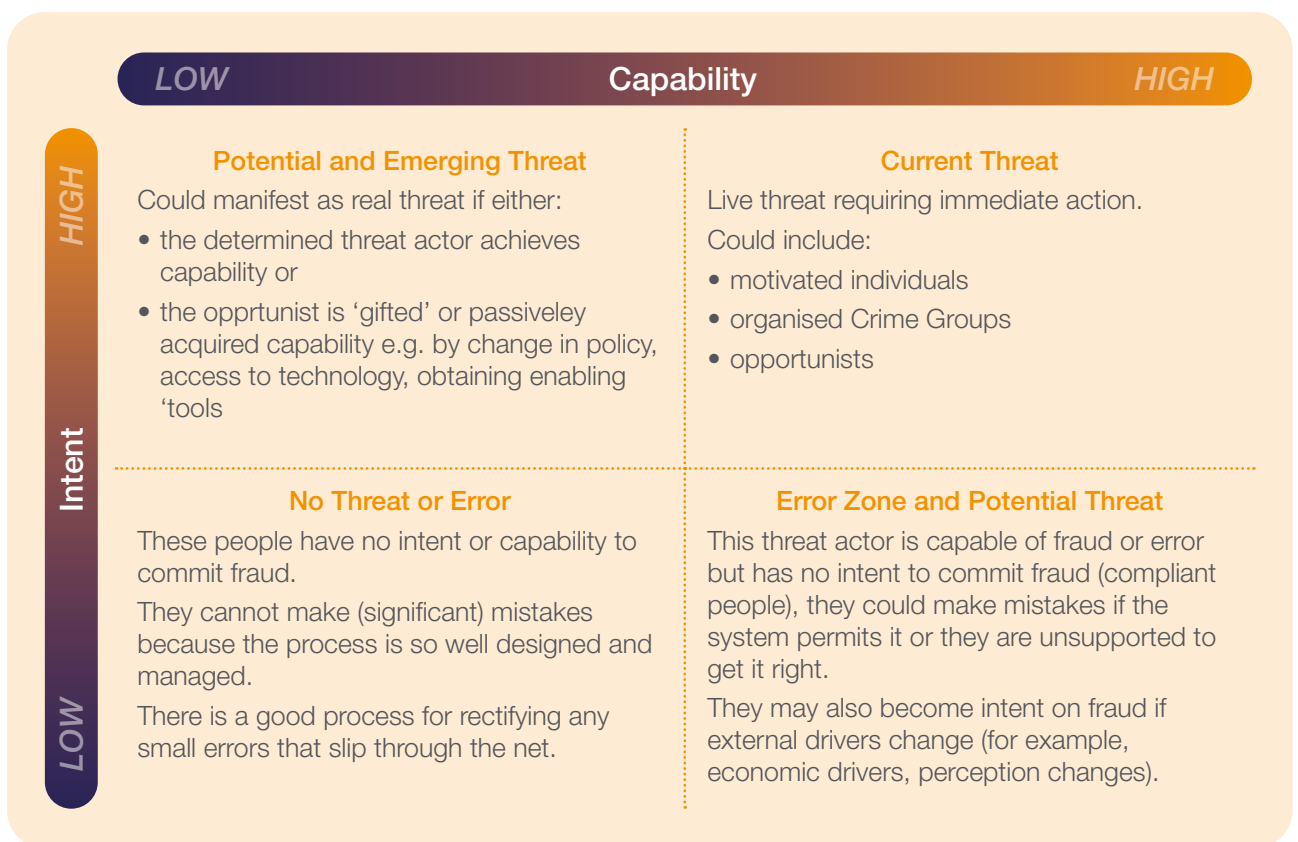 LOW Capability HIGH
HIGH
Intent
LOW
Potential and Emerging Threat
Could manifest as real threat if either:
• the determined threat actor achieves
capability or
• the opprtunist is ‘gifted’ or passiveley
acquired capability e.g. by change in policy,
access to technology, obtaining enabling
‘tools
Current Threat
Live threat requiring immediate action.
Could include:
• motivated individuals
• organised Crime Groups
• opportunists
No Threat or Error
These people have no intent or capability to
commit fraud.
They cannot make (significant) mistakes
because the process is so well designed and
managed.
There is a good process for rectifying any
small errors that slip through the net.
Error Zone and Potential Threat
This threat actor is capable of fraud or error
but has no intent to commit fraud (compliant
people), they could make mistakes if the
system permits it or they are unsupported to
get it right.
They may also become intent on fraud if
external drivers change (for example,
economic drivers, perception changes).